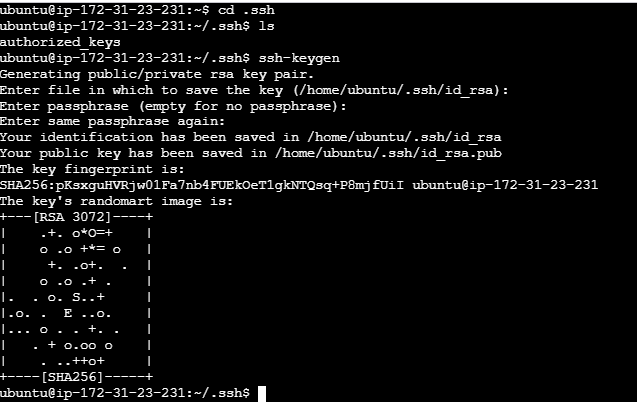 ubuntu@ip-172-31-23-231:~$ cd .ssh
ubuntu@ip-172-31-23-231:~/.ssh$ ls
authorized_keys
ubuntu@ip-172-31-23-231:~/.ssh$ ssh-keygen
Generating public/private rsa key pair.
Enter file in which to save the key (/home/ubuntu/.ssh/id_rsa):
Enter passphrase (empty for no passphrase):
Enter same passphrase again:
Your identification has been saved in /home/ubuntu/.ssh/id_rsa
Your public key has been saved in /home/ubuntu/.ssh/id_rsa.pub
The key fingerprint is:
SHA256:pKsxguHVRjw01Fa7nb4FUEkOeT1gkNTQsq+P8mjfUiI ubuntu@ip-172-31-23-231
The key's randomart image is:
+---[RSA 3072]----+
|    .+. o*O=+    |
|    o .o +*= o   |
|     +. .o+.  .  |
|    o .o .+ .    |
|.  . o. S..+     |
|.o. .  E ..o.    |
|... o . . +. .   |
|   . + o.oo o    |
|    . ..++o+     |
+----[SHA256]-----+
ubuntu@ip-172-31-23-231:~/.ssh$